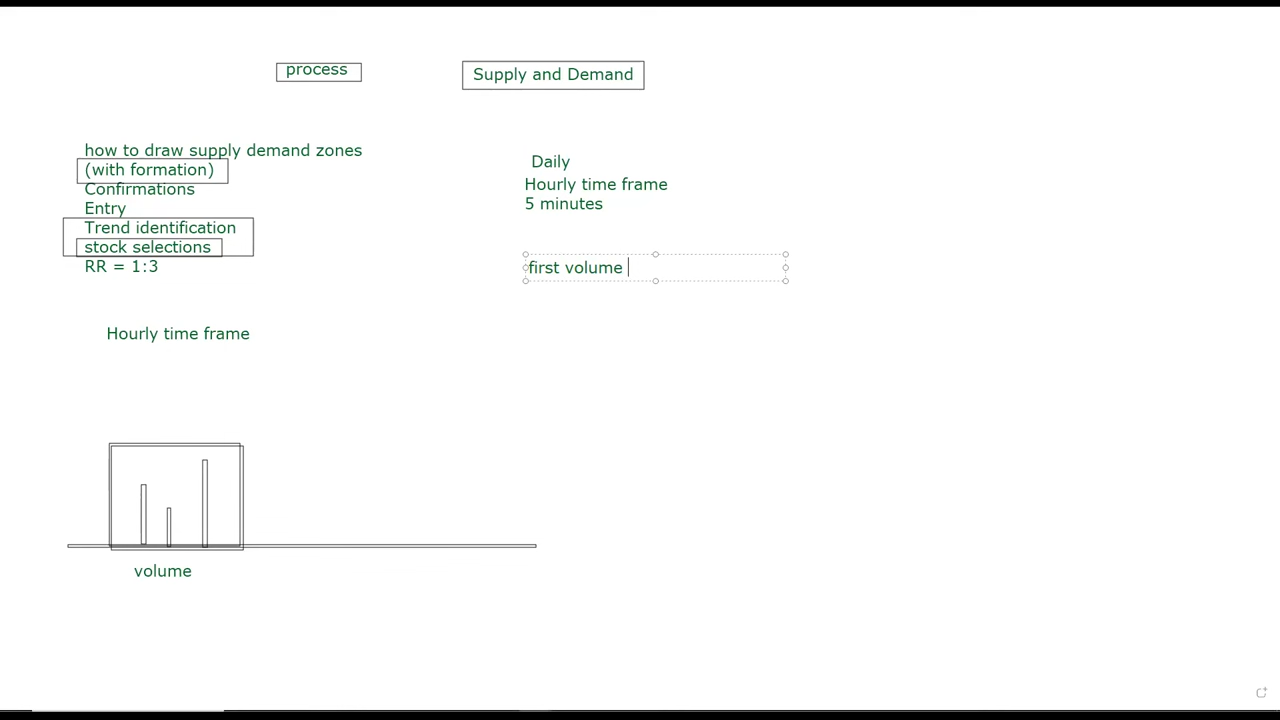 process
Supply and Demand
how to draw supply demand zones
(with formation)
Confirmations
Entry
Trend identification
stock selections
RR = 1:3
Daily
Hourly time frame
5 minutes
first volume
Hourly time frame
volume